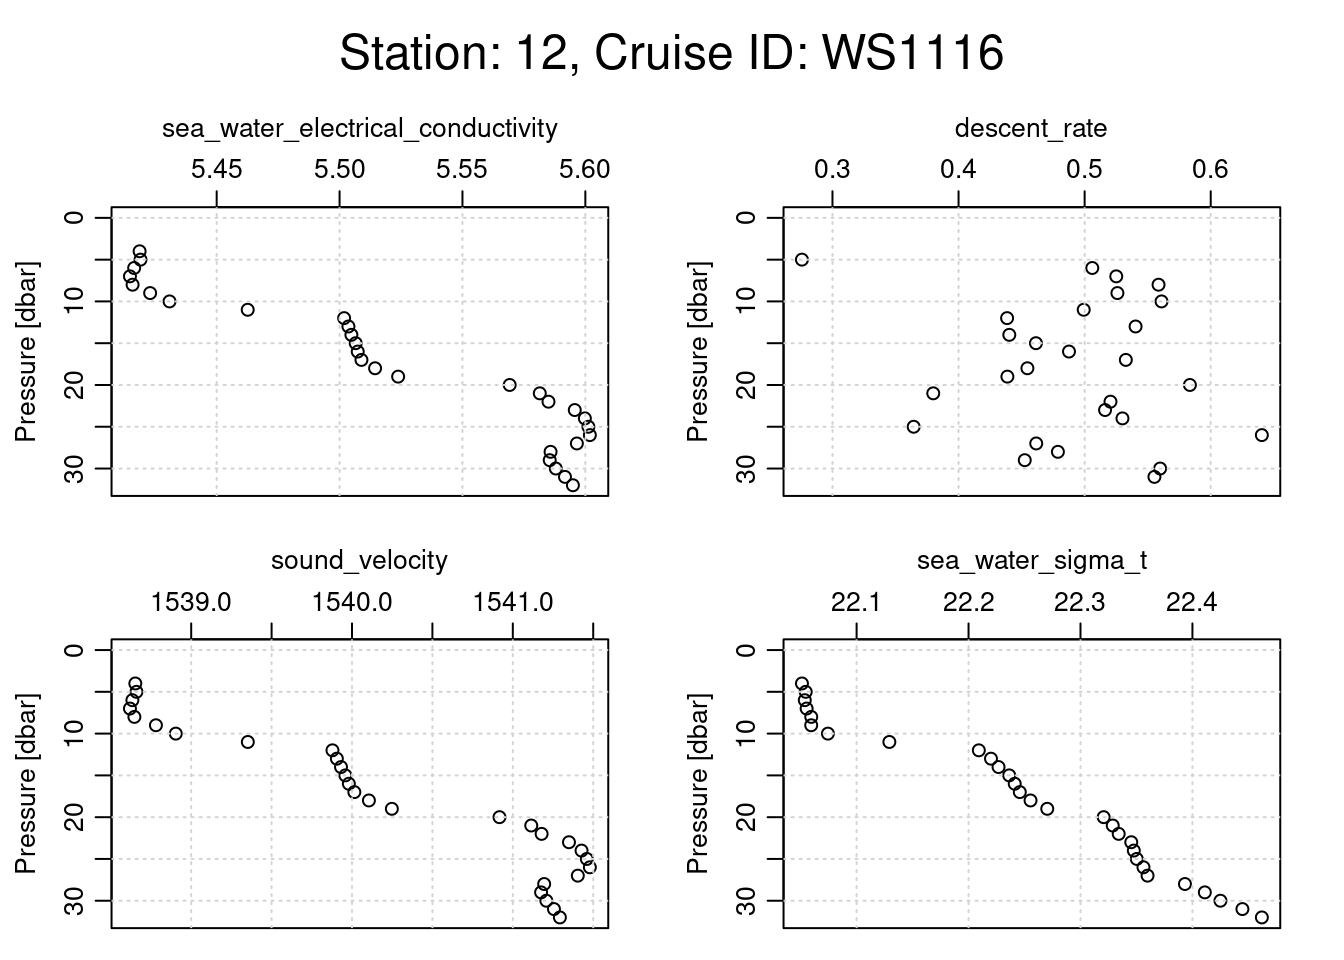 Station: 12, Cruise ID: WS1116
sea_water_electrical_conductivity
5.45 5.50 5.55 5.60
Pressure [dbar]
0
10
20
30
descent_rate
0.3 0.4 0.5 0.6
Pressure [dbar]
0
10
20
30
sound_velocity
1539.0 1540.0 1541.0
Pressure [dbar]
0
10
20
30
sea_water_sigma_t
22.1 22.2 22.3 22.4
Pressure [dbar]
0
10
20
30